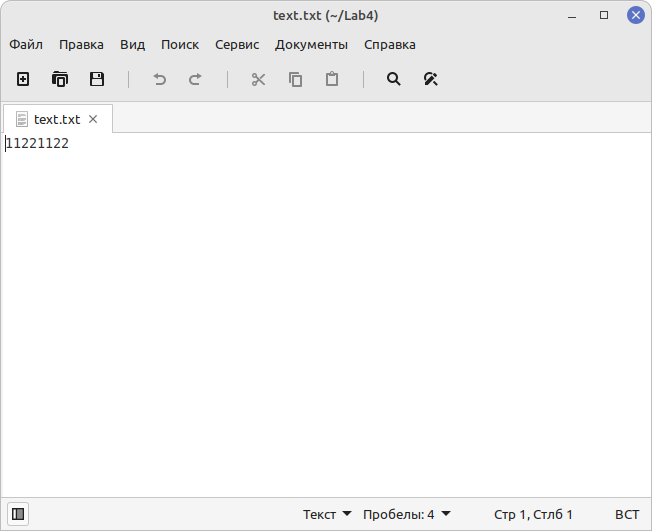 text.txt (~/Lab4)
Файл Правка Вид Поиск Сервис Документы Справка
text.txt
11221122
Текст Пробелы: 4 Стр 1, Стлб 1 ВСТ